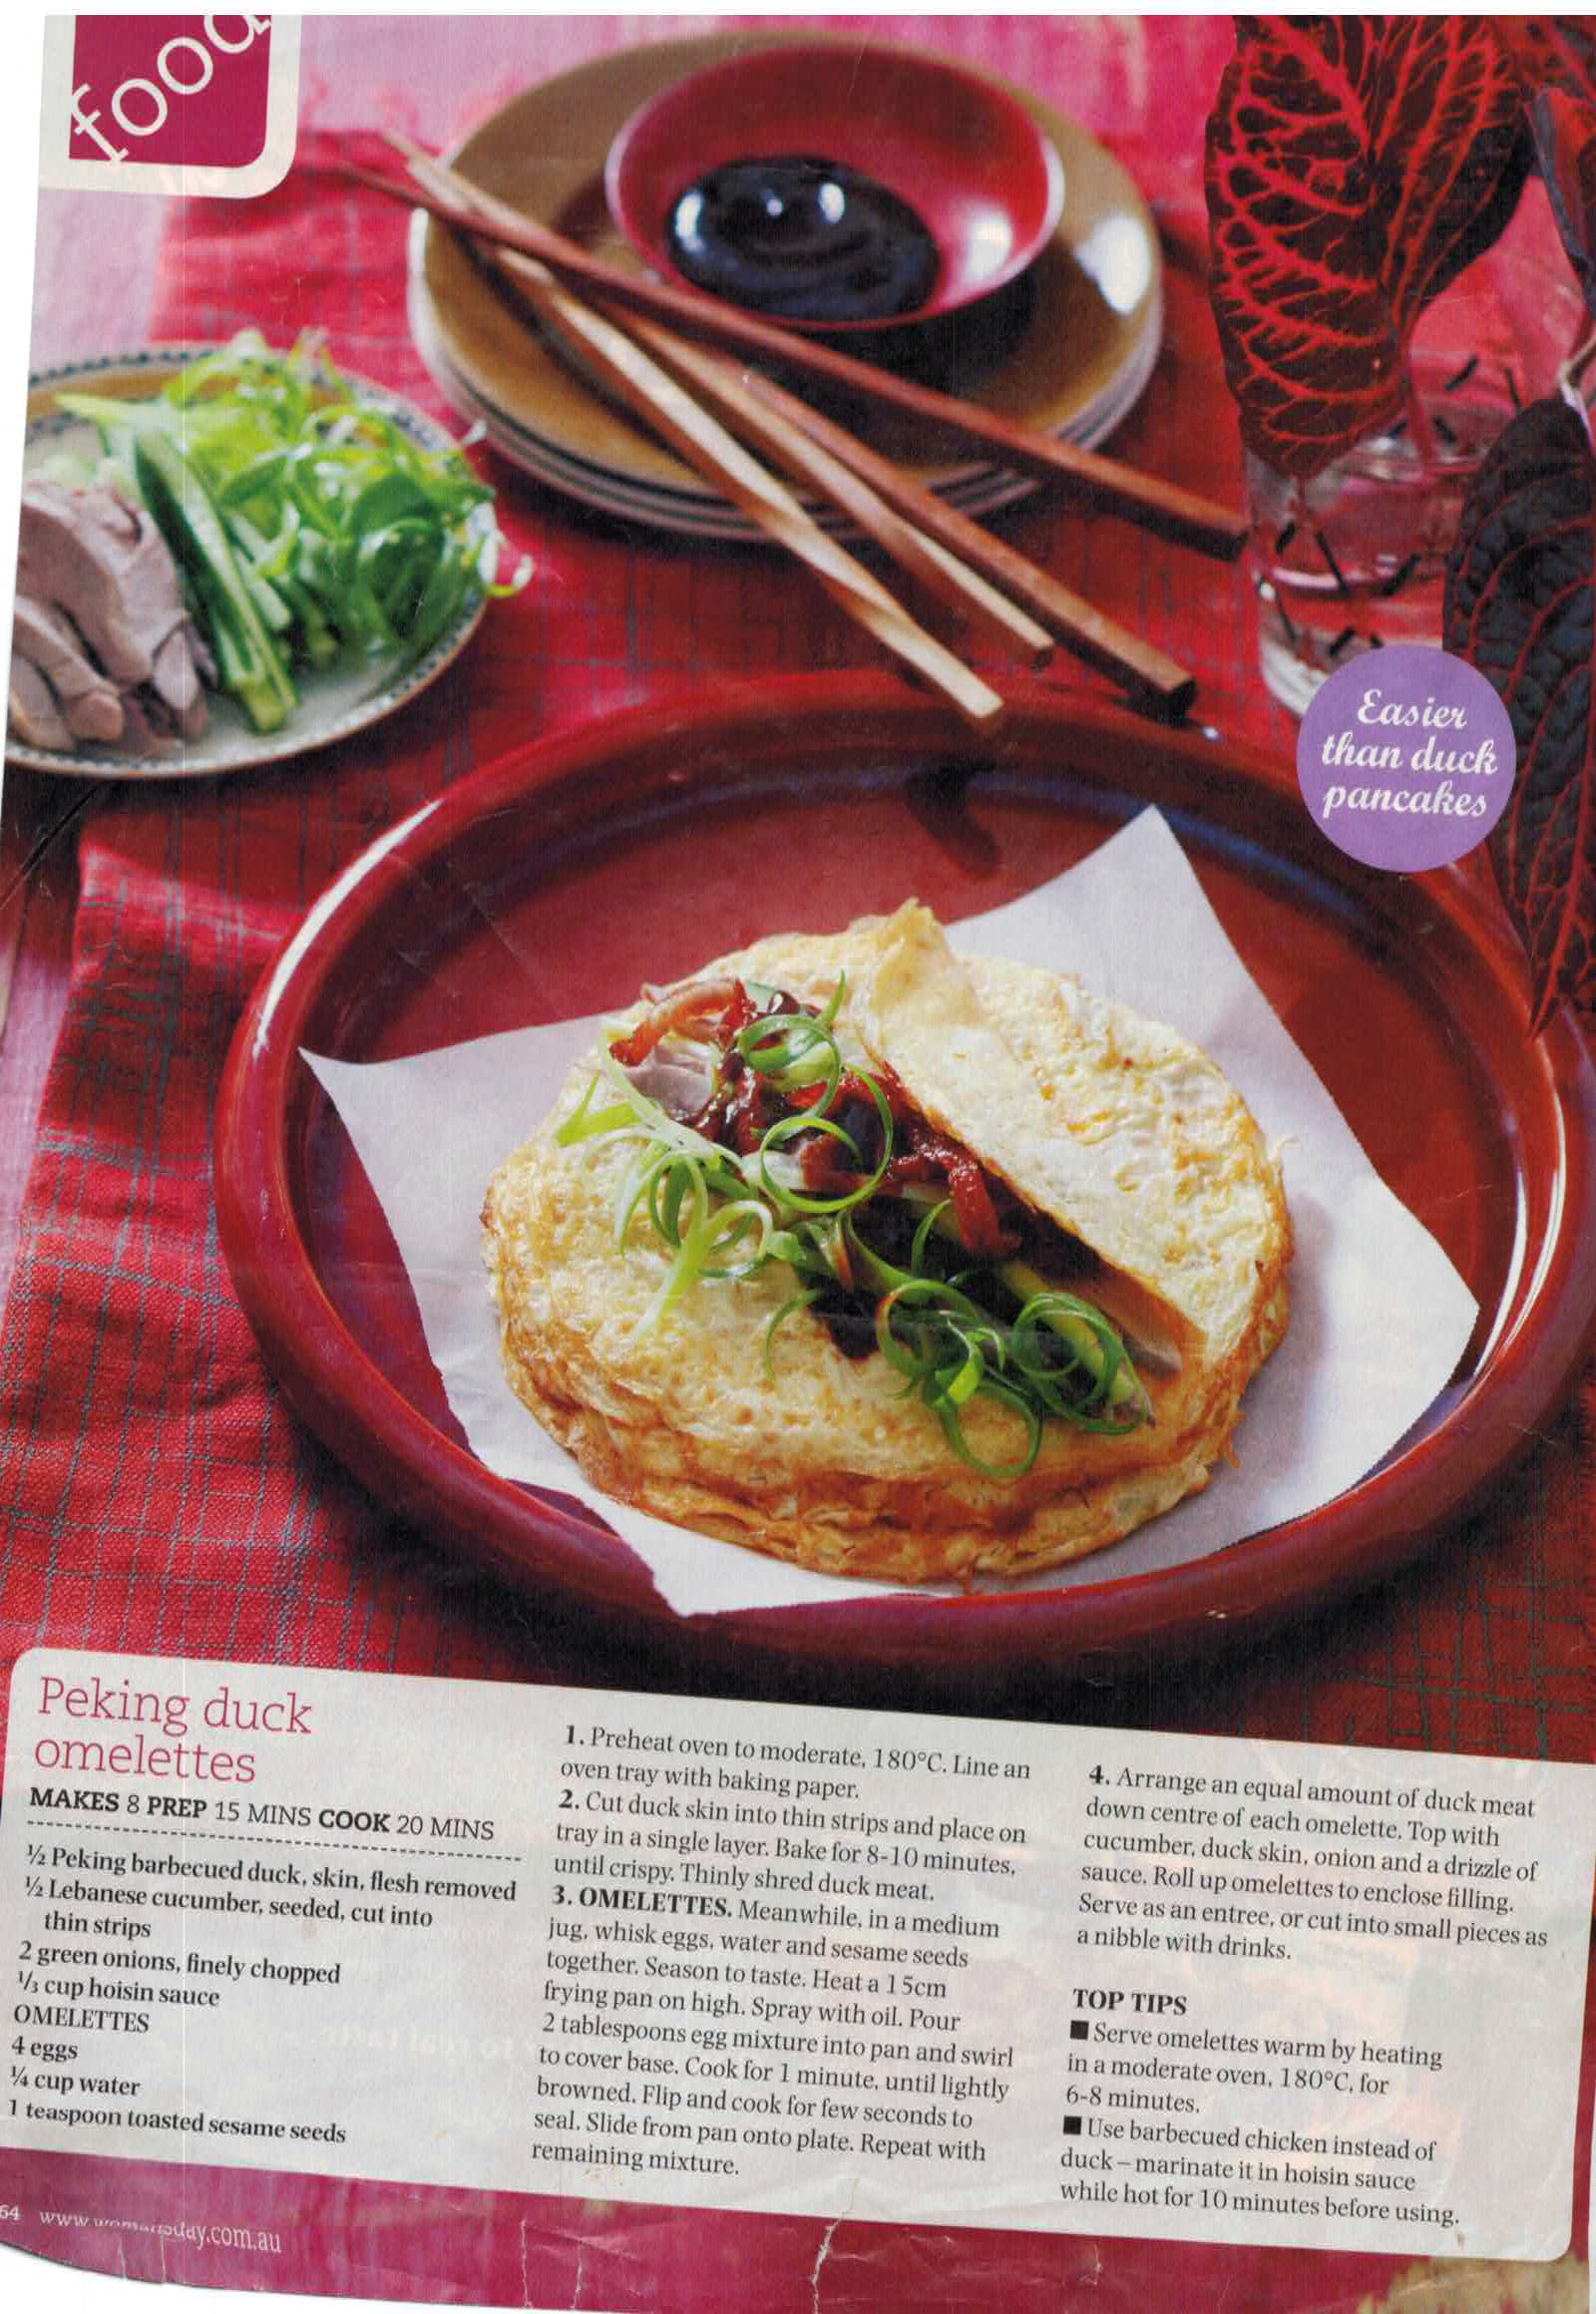 food
Easier
than duck
pancakes
Peking duck
omelettes
MAKES 8 PREP 15 MINS COOK 20 MINS
½ Peking barbecued duck, skin, flesh removed
½ Lebanese cucumber, seeded, cut into
thin strips
2 green onions, finely chopped
⅓ cup hoisin sauce
OMELETTES
4 eggs
¼ cup water
1 teaspoon toasted sesame seeds
1. Preheat oven to moderate, 180°C. Line an
oven tray with baking paper.
2. Cut duck skin into thin strips and place on
tray in a single layer. Bake for 8-10 minutes,
until crispy. Thinly shred duck meat.
3. OMELETTES. Meanwhile, in a medium
jug, whisk eggs, water and sesame seeds
together. Season to taste. Heat a 15cm
frying pan on high. Spray with oil. Pour
2 tablespoons egg mixture into pan and swirl
to cover base. Cook for 1 minute, until lightly
browned. Flip and cook for few seconds to
seal. Slide from pan onto plate. Repeat with
remaining mixture.
4. Arrange an equal amount of duck meat
down centre of each omelette. Top with
cucumber, duck skin, onion and a drizzle of
sauce. Roll up omelettes to enclose filling.
Serve as an entree, or cut into small pieces as
a nibble with drinks.
TOP TIPS
■ Serve omelettes warm by heating
in a moderate oven, 180°C, for
6-8 minutes.
■ Use barbecued chicken instead of
duck – marinate it in hoisin sauce
while hot for 10 minutes before using.
64 www.womansday.com.au